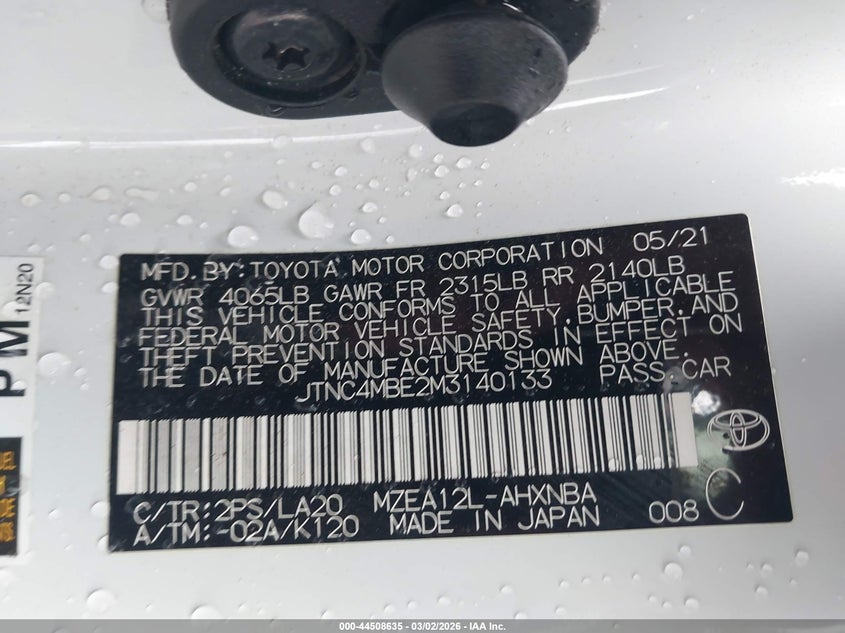 MFD. BY: TOYOTA MOTOR CORPORATION 05/21
GVWR 4065LB GAWR FR 2315LB RR 2140LB
THIS VEHICLE CONFORMS TO ALL APPLICABLE
FEDERAL MOTOR VEHICLE SAFETY, BUMPER, AND
THEFT PREVENTION STANDARDS IN EFFECT ON
THE DATE OF MANUFACTURE SHOWN ABOVE.
JTNC4MBE2M3140133 PASS. CAR
C/TR: 2PS/LA20 MZEA12L-AHXNBA
A/TM: -02A/K120 MADE IN JAPAN 008 C
PM
12N20
000-44508635 - 03/02/2026 - IAA Inc.